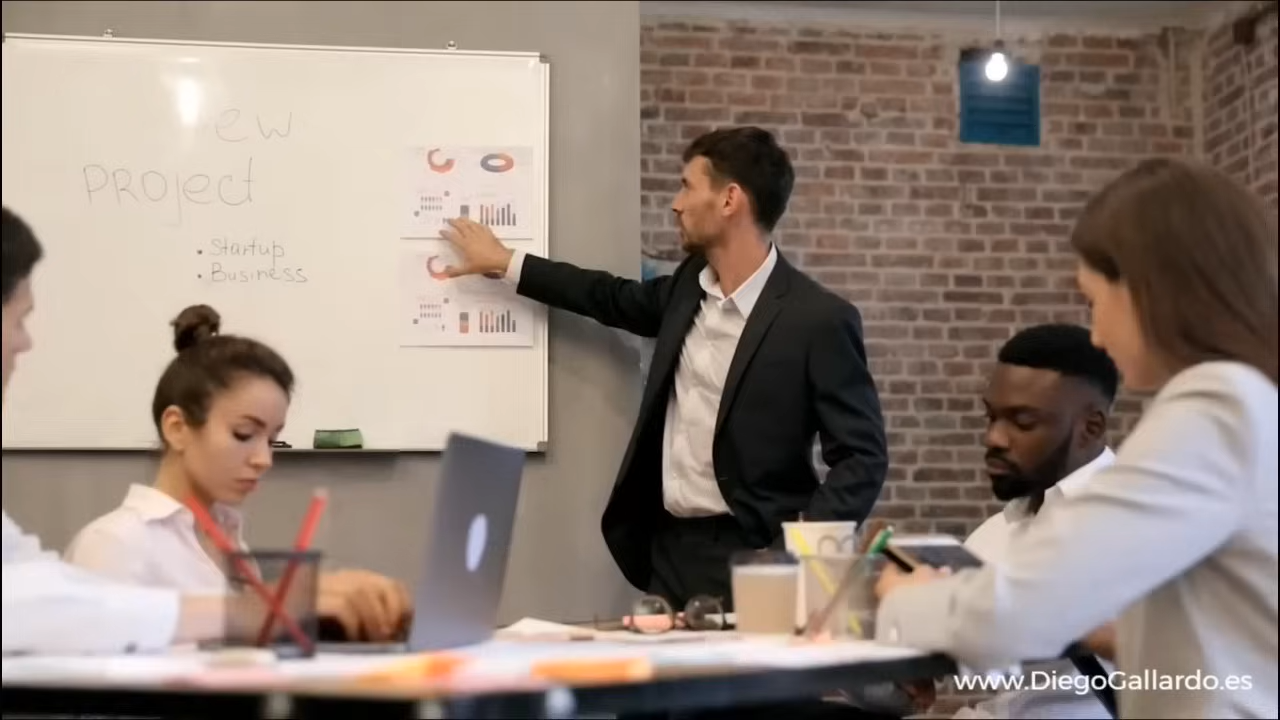 ew
PROject
• Startup
• Business
www.DiegoGallardo.es